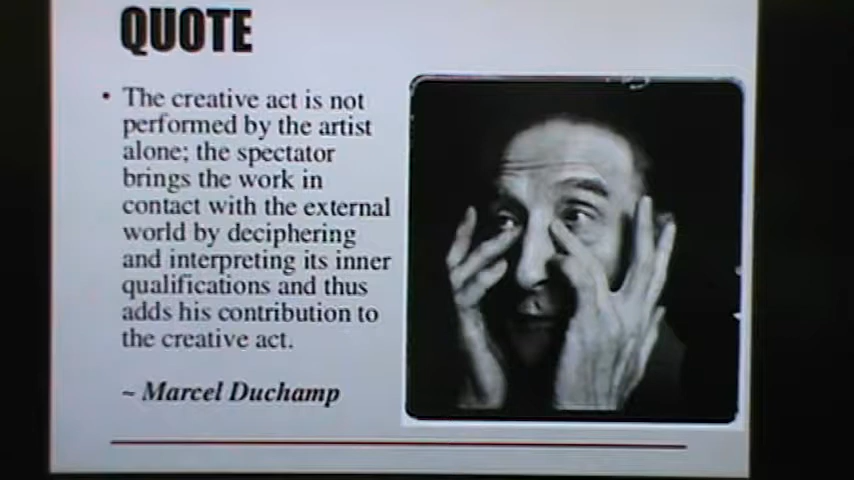 QUOTE
• The creative act is not
performed by the artist
alone; the spectator
brings the work in
contact with the external
world by deciphering
and interpreting its inner
qualifications and thus
adds his contribution to
the creative act.
~ Marcel Duchamp